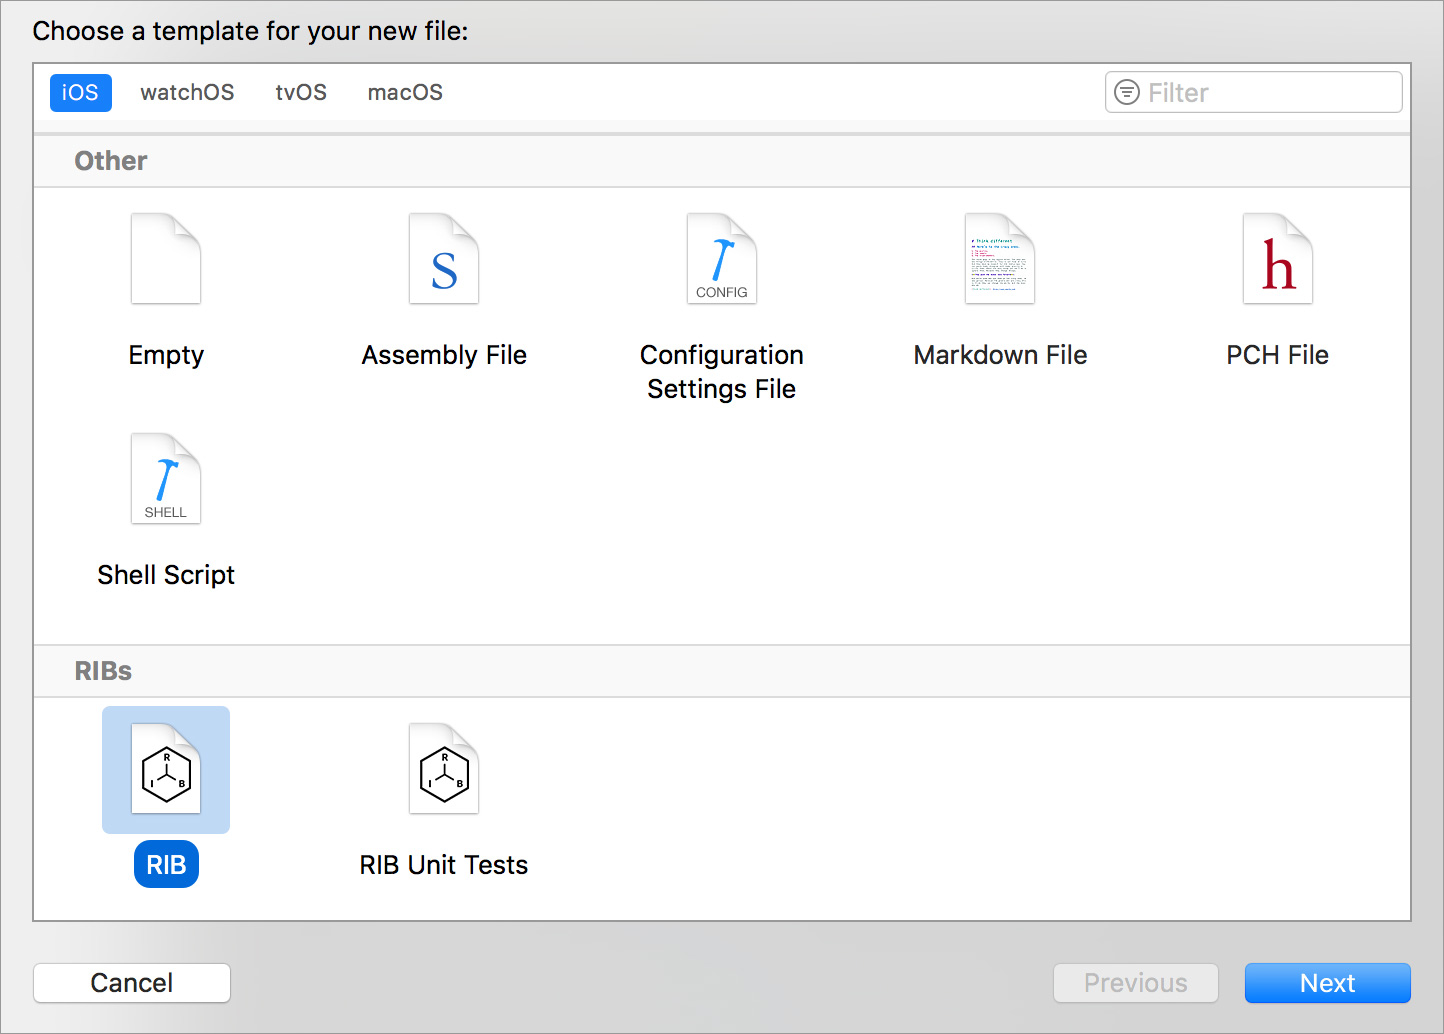 Choose a template for your new file:
iOS watchOS tvOS macOS Filter
Other
S CONFIG h
Empty Assembly File Configuration Settings File Markdown File PCH File
SHELL
Shell Script
RIBs
R I B R I B
RIB RIB Unit Tests
Cancel Previous Next